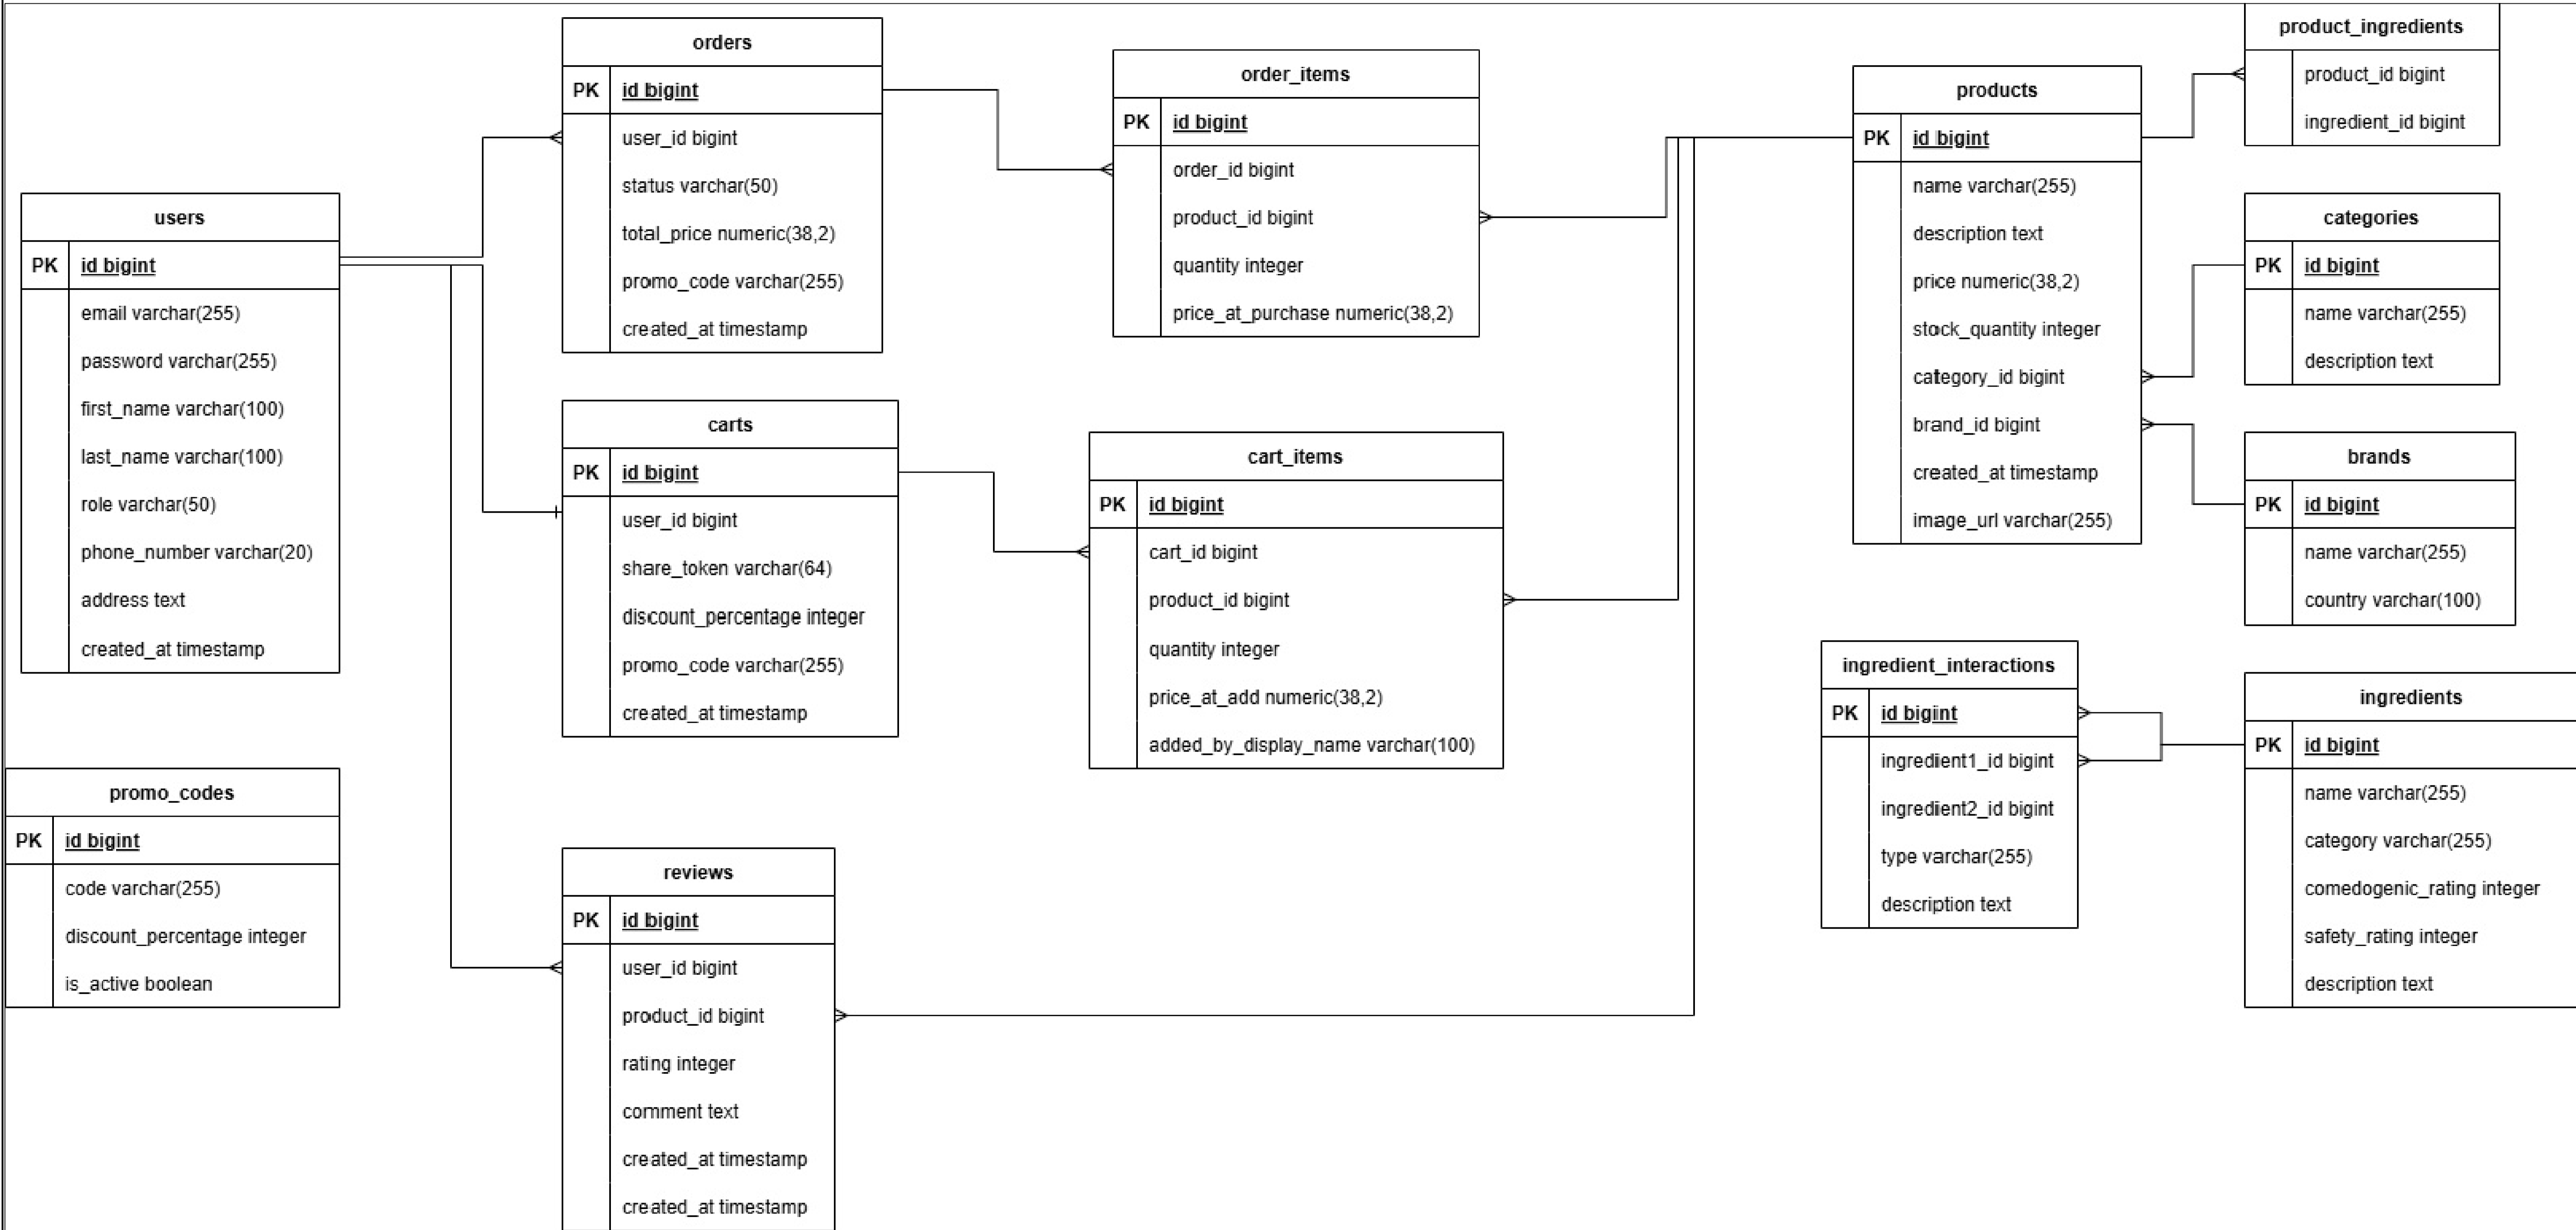 orders
PK id bigint
user_id bigint
status varchar(50)
total_price numeric(38,2)
promo_code varchar(255)
created_at timestamp
order_items
PK id bigint
order_id bigint
product_id bigint
quantity integer
price_at_purchase numeric(38,2)
products
PK id bigint
name varchar(255)
description text
price numeric(38,2)
stock_quantity integer
category_id bigint
brand_id bigint
created_at timestamp
image_url varchar(255)
product_ingredients
product_id bigint
ingredient_id bigint
users
PK id bigint
email varchar(255)
password varchar(255)
first_name varchar(100)
last_name varchar(100)
role varchar(50)
phone_number varchar(20)
address text
created_at timestamp
categories
PK id bigint
name varchar(255)
description text
carts
PK id bigint
user_id bigint
share_token varchar(64)
discount_percentage integer
promo_code varchar(255)
created_at timestamp
cart_items
PK id bigint
cart_id bigint
product_id bigint
quantity integer
price_at_add numeric(38,2)
added_by_display_name varchar(100)
brands
PK id bigint
name varchar(255)
country varchar(100)
ingredient_interactions
PK id bigint
ingredient1_id bigint
ingredient2_id bigint
type varchar(255)
description text
ingredients
PK id bigint
name varchar(255)
category varchar(255)
comedogenic_rating integer
safety_rating integer
description text
promo_codes
PK id bigint
code varchar(255)
discount_percentage integer
is_active boolean
reviews
PK id bigint
user_id bigint
product_id bigint
rating integer
comment text
created_at timestamp
created_at timestamp